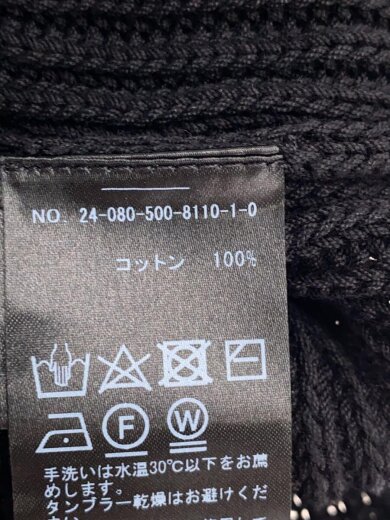 NO. 24-080-500-8110-1-0
コットン 100%
F
W
手洗いは水温30℃以下をお薦
めします。
タンブラー乾燥はお避けくだ
さい。